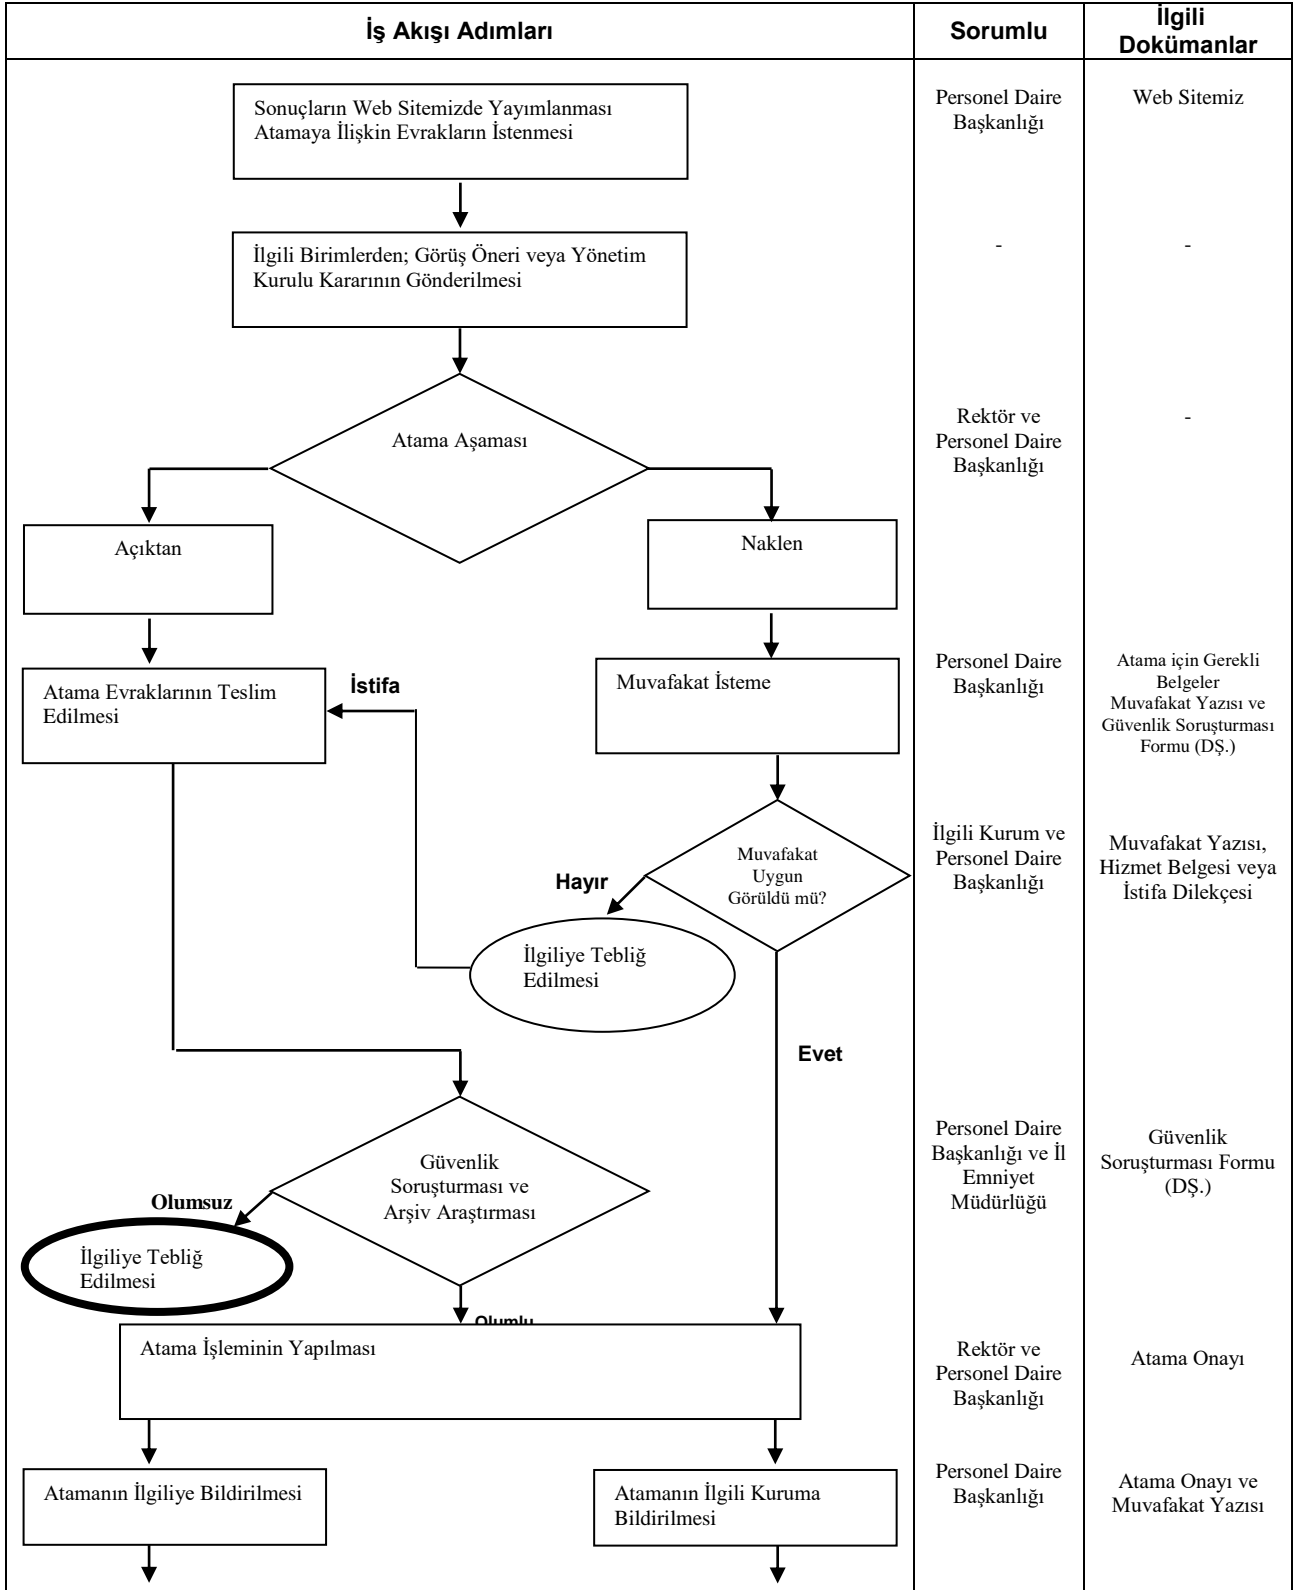 İş Akışı Adımları
Sorumlu
İlgili
Dokümanlar
Sonuçların Web Sitemizde Yayımlanması
Atamaya İlişkin Evrakların İstenmesi
Personel Daire
Başkanlığı
Web Sitemiz
İlgili Birimlerden; Görüş Öneri veya Yönetim
Kurulu Kararının Gönderilmesi
-
-
Atama Aşaması
Rektör ve
Personel Daire
Başkanlığı
-
Açıktan
Naklen
Atama Evraklarının Teslim
Edilmesi
İstifa
Muvafakat İsteme
Personel Daire
Başkanlığı
Atama için Gerekli
Belgeler
Muvafakat Yazısı ve
Güvenlik Soruşturması
Formu (DŞ.)
Muvafakat
Uygun
Görüldü mü?
Hayır
İlgiliye Tebliğ
Edilmesi
Evet
İlgili Kurum ve
Personel Daire
Başkanlığı
Muvafakat Yazısı,
Hizmet Belgesi veya
İstifa Dilekçesi
Güvenlik
Soruşturması ve
Arşiv Araştırması
Olumsuz
İlgiliye Tebliğ
Edilmesi
Olumlu
Personel Daire
Başkanlığı ve İl
Emniyet
Müdürlüğü
Güvenlik
Soruşturması Formu
(DŞ.)
Atama İşleminin Yapılması
Rektör ve
Personel Daire
Başkanlığı
Atama Onayı
Atamanın İlgiliye Bildirilmesi
Atamanın İlgili Kuruma
Bildirilmesi
Personel Daire
Başkanlığı
Atama Onayı ve
Muvafakat Yazısı